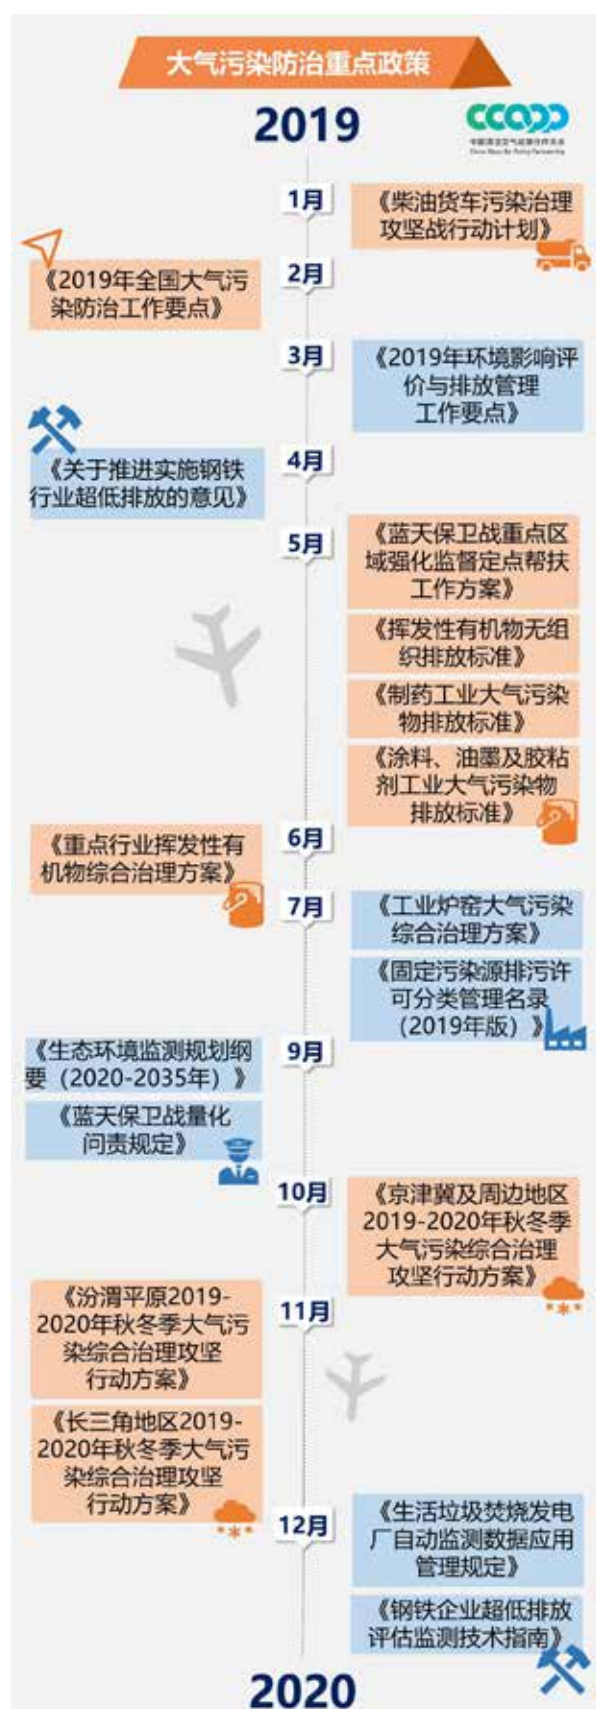 大气污染防治重点政策
2019
CCAPP
中国清洁空气政策伙伴关系
China Clean Air Policy Partnership
1月
《柴油货车污染治理
攻坚战行动计划》
2月
《2019年全国大气污
染防治工作要点》
3月
《2019年环境影响评
价与排放管理
工作要点》
4月
《关于推进实施钢铁
行业超低排放的意见》
5月
《蓝天保卫战重点区
域强化监督定点帮扶
工作方案》
《挥发性有机物无组
织排放标准》
《制药工业大气污染
物排放标准》
《涂料、油墨及胶粘
剂工业大气污染物
排放标准》
6月
《重点行业挥发性有
机物综合治理方案》
7月
《工业炉窑大气污染
综合治理方案》
《固定污染源排污许
可分类管理名录
（2019年版）》
9月
《生态环境监测规划纲
要（2020-2035年）》
《蓝天保卫战量化
问责规定》
10月
《京津冀及周边地区
2019-2020年秋冬季
大气污染综合治理
攻坚行动方案》
11月
《汾渭平原2019-
2020年秋冬季大气污
染综合治理攻坚
行动方案》
《长三角地区2019-
2020年秋冬季大气污
染综合治理攻坚
行动方案》
12月
《生活垃圾焚烧发电
厂自动监测数据应用
管理规定》
《钢铁企业超低排放
评估监测技术指南》
2020